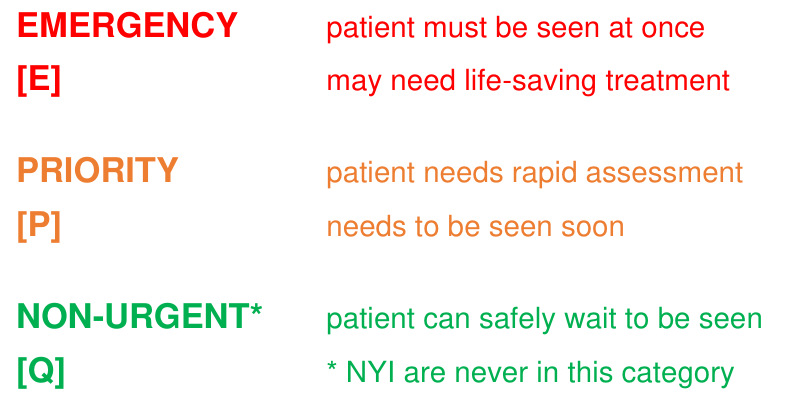 EMERGENCY patient must be seen at once
[E] may need life-saving treatment
PRIORITY patient needs rapid assessment
[P] needs to be seen soon
NON-URGENT* patient can safely wait to be seen
[Q] * NYI are never in this category